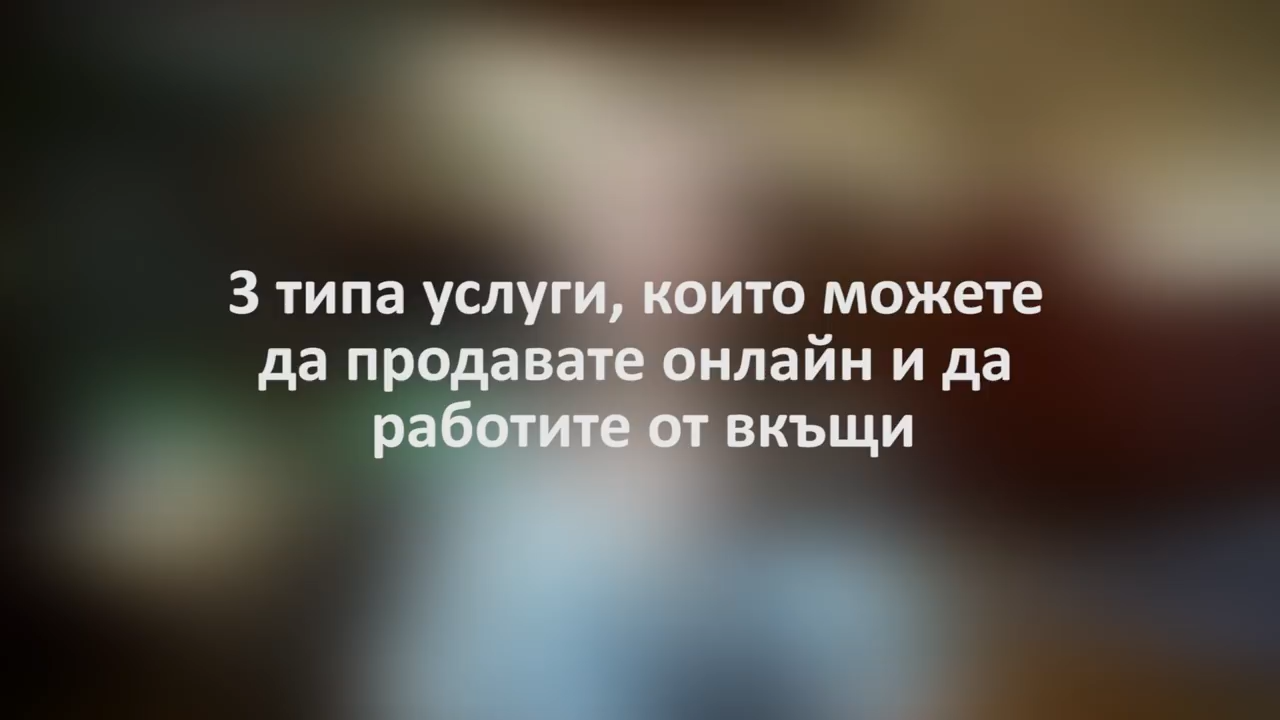 3 типа услуги, които можете
да продавате онлайн и да
работите от вкъщи